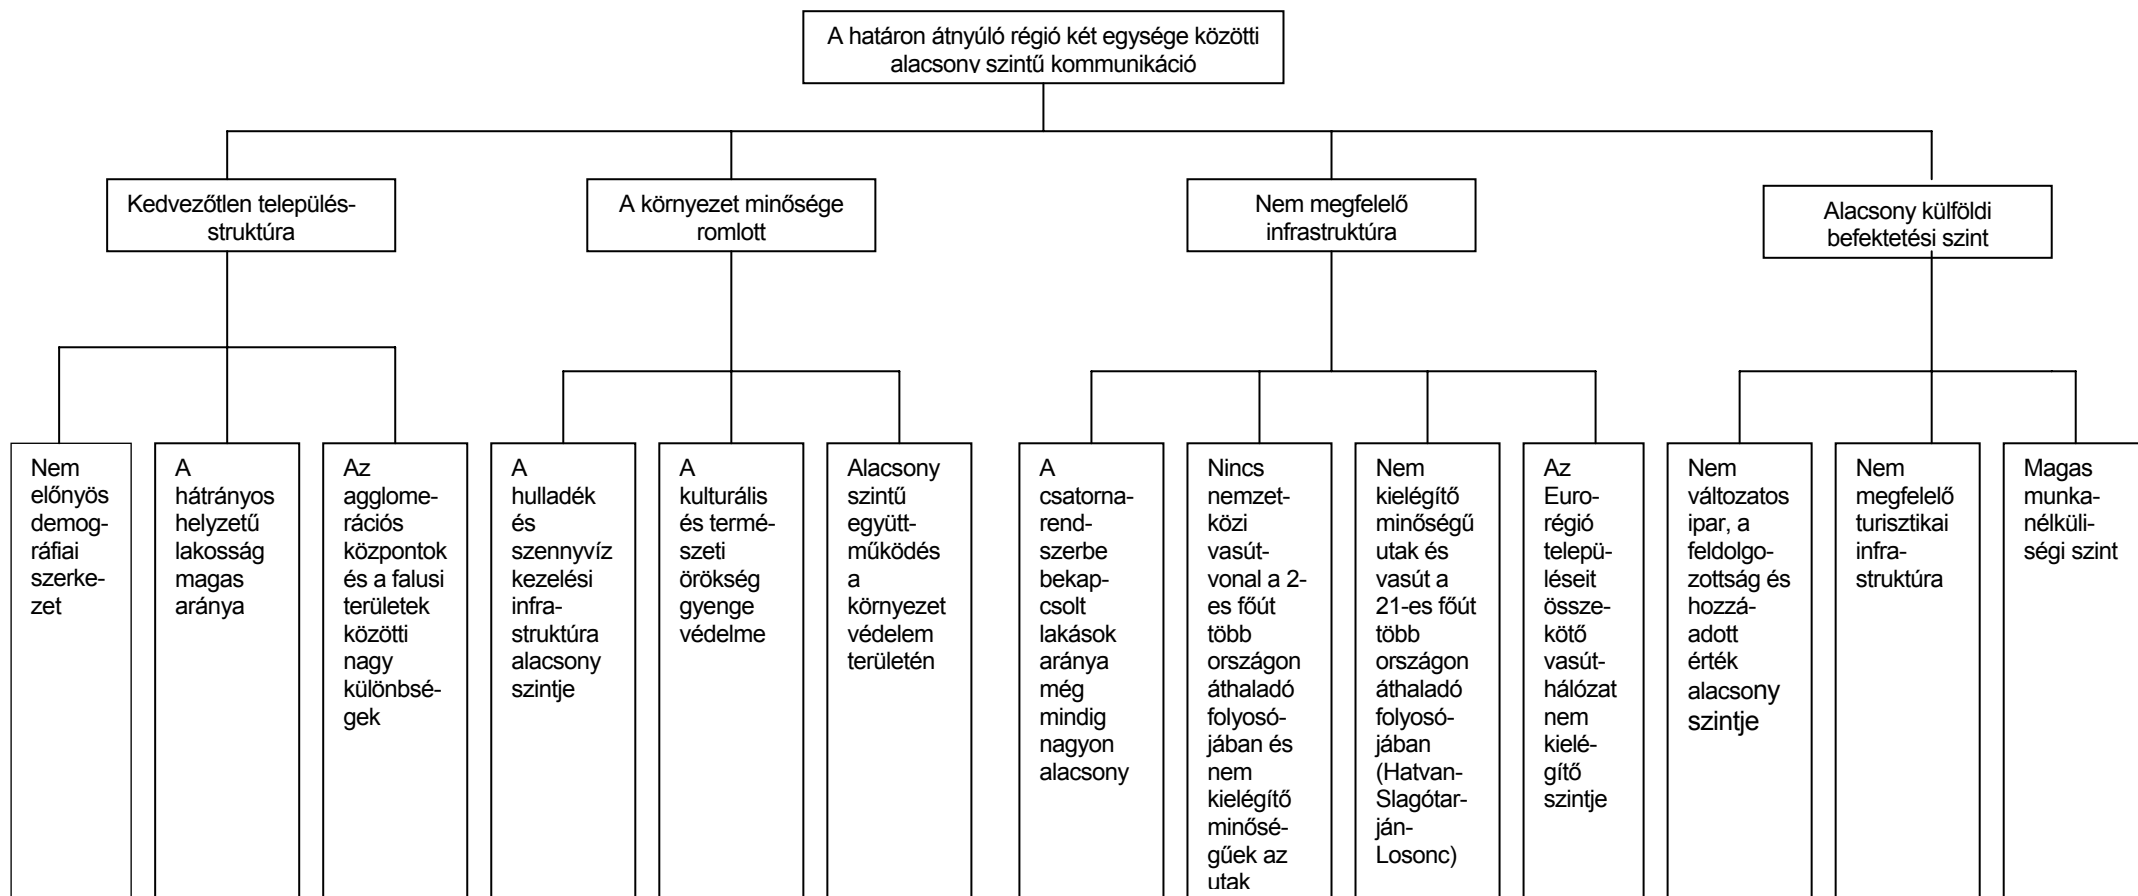 A határon átnyúló régió két egysége közötti
alacsony szintű kommunikáció
Kedvezőtlen település-
struktúra
A környezet minősége
romlott
Nem megfelelő
infrastruktúra
Alacsony külföldi
befektetési szint
Nem
előnyös
demog-
ráfiai
szerke-
zet
A
hátrányos
helyzetű
lakosság
magas
aránya
Az
agglome-
rációs
központok
és a falusi
területek
közötti
nagy
különbsé-
gek
A
hulladék
és
szennyvíz
kezelési
infra-
struktúra
alacsony
szintje
A
kulturális
és termé-
szeti
örökség
gyenge
védelme
Alacsony
szintű
együtt-
működés
a
környezet
védelem
területén
A
csatorna-
rend-
szerbe
bekap-
csolt
lakások
aránya
még
mindig
nagyon
alacsony
Nincs
nemzet-
közi
vasút-
vonal a 2-
es főút
több
országon
áthaladó
folyosó-
jában és
nem
kielégítő
minősé-
gűek az
utak
Nem
kielégítő
minőségű
utak és
vasút a
21-es főút
több
országon
áthaladó
folyosó-
jában
(Hatvan-
Slagótar-
ján-
Losonc)
Az
Euro-
régió
telepü-
léseit
össze-
kötő
vasút-
hálózat
nem
kielé-
gítő
szintje
Nem
változatos
ipar, a
feldolgo-
zottság és
hozzá-
adott
érték
alacsony
szintje
Nem
megfelelő
turisztikai
infra-
struktúra
Magas
munka-
nélküli-
ségi szint